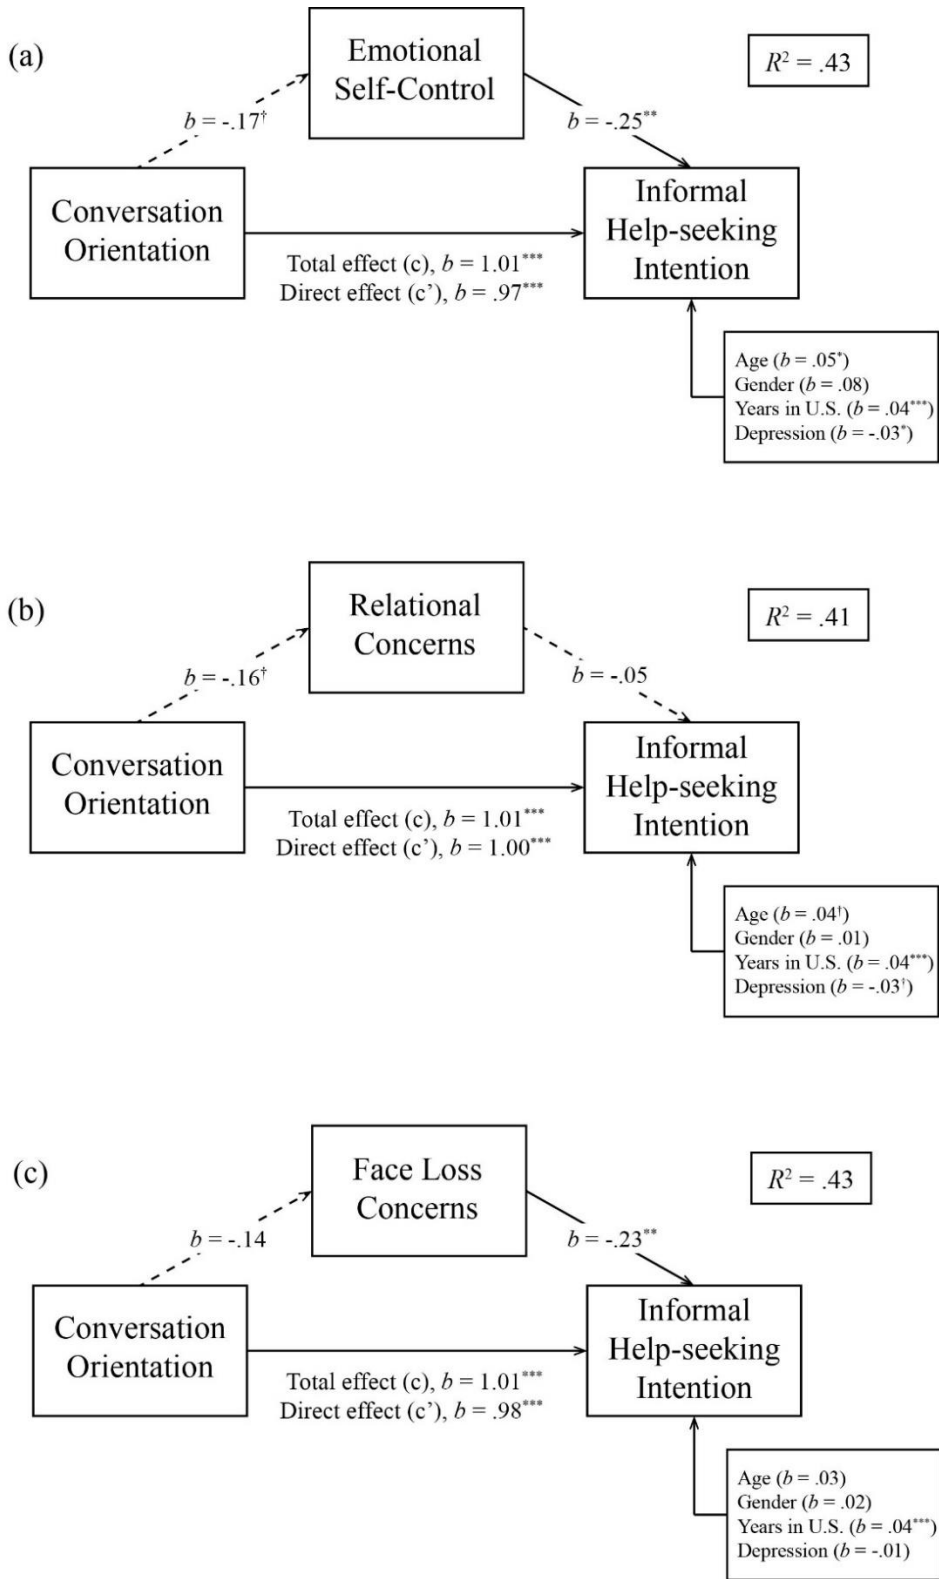 (a)
Emotional
Self-Control
R² = .43
b = -.17†
b = -.25**
Conversation
Orientation
Informal
Help-seeking
Intention
Total effect (c), b = 1.01***
Direct effect (c’), b = .97***
Age (b = .05*)
Gender (b = .08)
Years in U.S. (b = .04***)
Depression (b = -.03*)
(b)
Relational
Concerns
R² = .41
b = -.16†
b = -.05
Conversation
Orientation
Informal
Help-seeking
Intention
Total effect (c), b = 1.01***
Direct effect (c’), b = 1.00***
Age (b = .04†)
Gender (b = .01)
Years in U.S. (b = .04***)
Depression (b = -.03†)
(c)
Face Loss
Concerns
R² = .43
b = -.14
b = -.23**
Conversation
Orientation
Informal
Help-seeking
Intention
Total effect (c), b = 1.01***
Direct effect (c’), b = .98***
Age (b = .03)
Gender (b = .02)
Years in U.S. (b = .04***)
Depression (b = -.01)